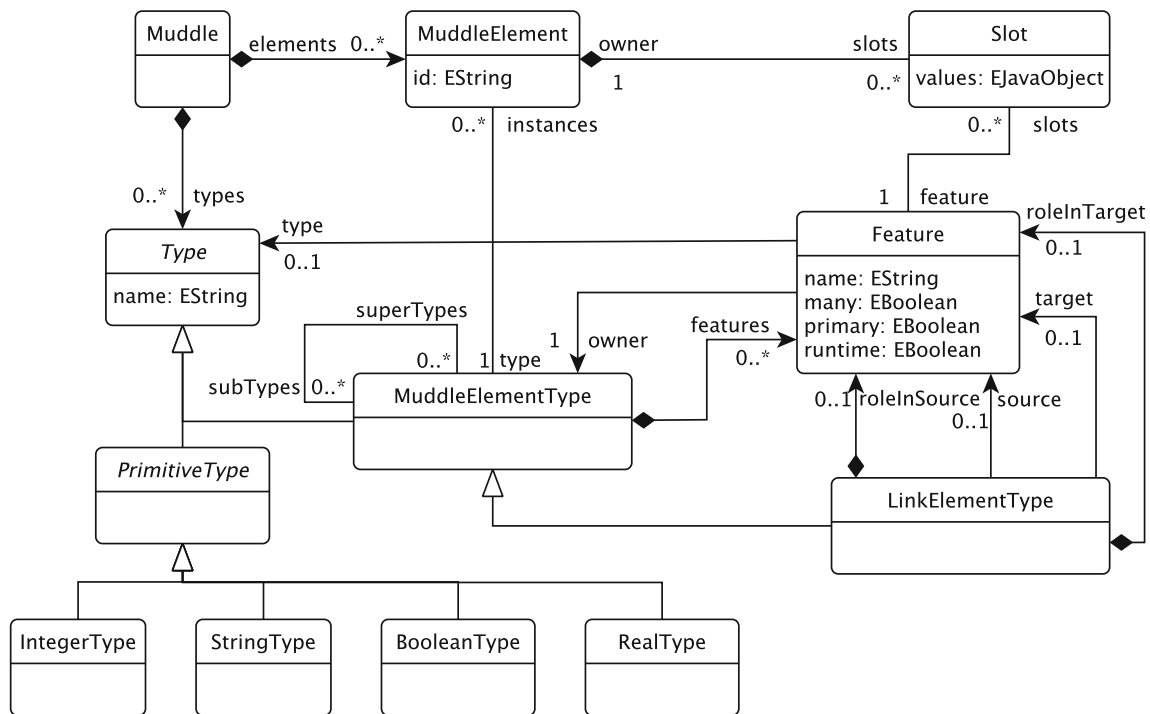 Muddle
elements
0..*
MuddleElement
id: EString
owner
1
slots
0..*
Slot
values: EJavaObject
0..*
instances
0..*
slots
0..*
types
1
feature
type
0..1
Type
name: EString
Feature
name: EString
many: EBoolean
primary: EBoolean
runtime: EBoolean
roleInTarget
0..1
target
0..1
superTypes
0..*
subTypes
0..*
1
type
1
owner
features
0..*
MuddleElementType
0..1
roleInSource
source
0..1
PrimitiveType
LinkElementType
IntegerType
StringType
BooleanType
RealType